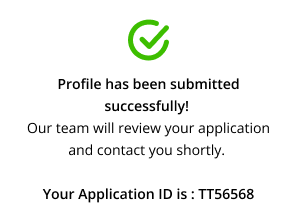 Profile has been submitted
successfully!
Our team will review your application
and contact you shortly.
Your Application ID is : TT56568